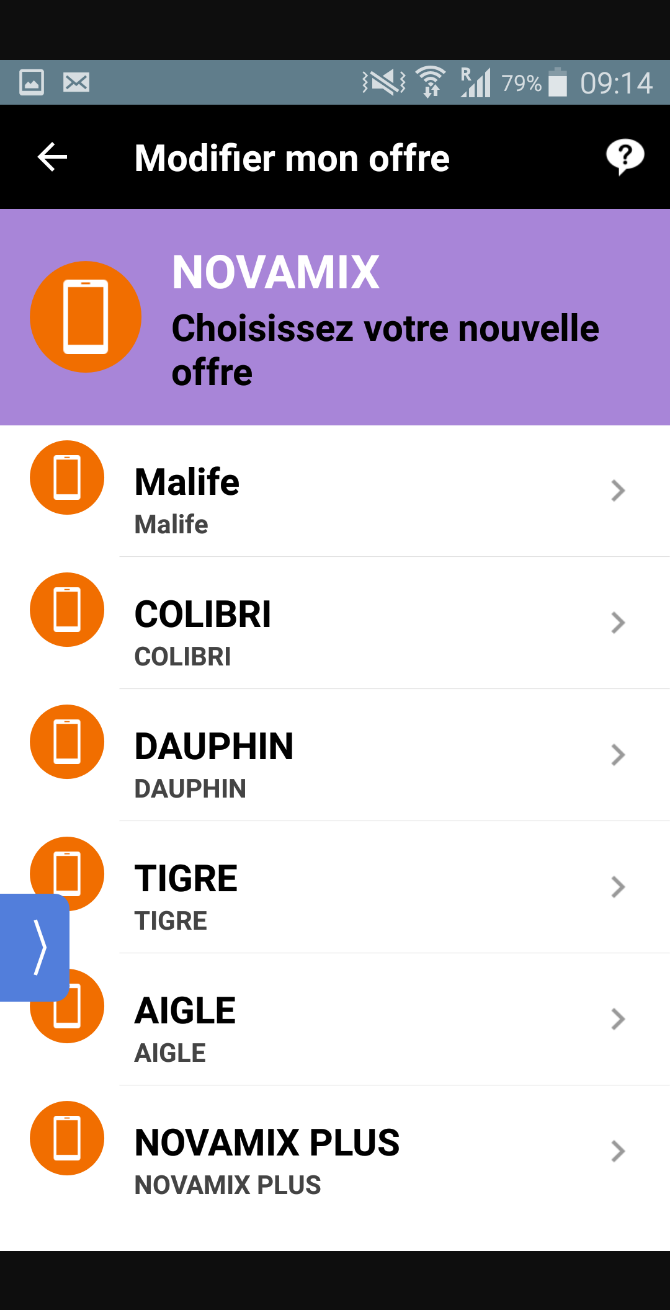 R 79% 09:14
Modifier mon offre
?
NOVAMIX
Choisissez votre nouvelle
offre
Malife
Malife
COLIBRI
COLIBRI
DAUPHIN
DAUPHIN
TIGRE
TIGRE
AIGLE
AIGLE
NOVAMIX PLUS
NOVAMIX PLUS